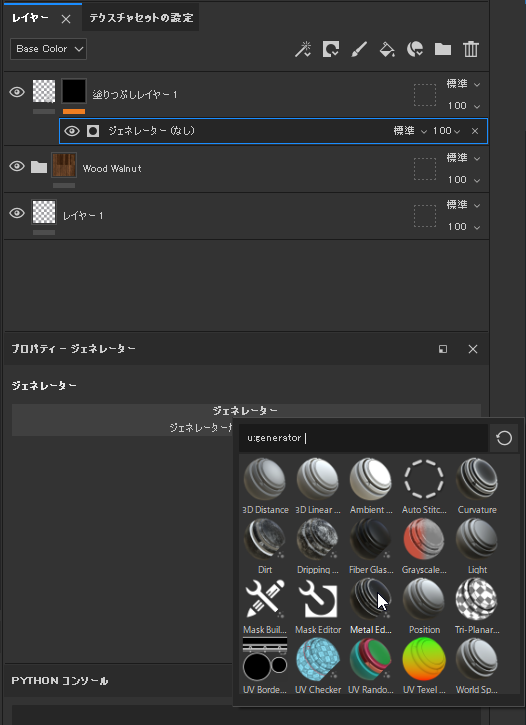 レイヤー
テクスチャセットの設定
Base Color
標準
塗りつぶしレイヤー 1
100
ジェネレーター (なし)
標準
100
標準
Wood Walnut
100
標準
レイヤー 1
100
プロパティー - ジェネレーター
ジェネレーター
ジェネレーター
ジェネレーターが
u:generator
3D Distance
3D Linear ...
Ambient ...
Auto Stitc...
Curvature
Dirt
Dripping ...
Fiber Glas...
Grayscale...
Light
Mask Buil...
Mask Editor
Metal Ed...
Position
Tri-Planar...
UV Borde...
UV Checker
UV Rando...
UV Texel ...
World Sp...
PYTHON コンソール